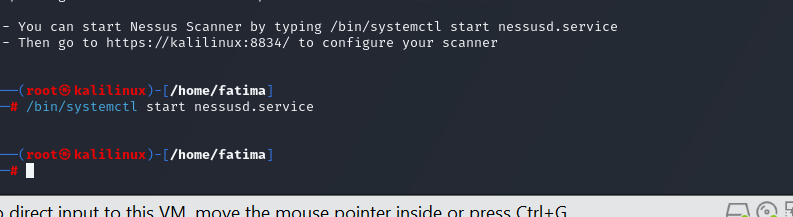 - You can start Nessus Scanner by typing /bin/systemctl start nessusd.service
- Then go to https://kalilinux:8834/ to configure your scanner
(root㉿kalilinux)-[/home/fatima]
# /bin/systemctl start nessusd.service
(root㉿kalilinux)-[/home/fatima]
#
direct input to this VM, move the mouse pointer inside or press Ctrl+G.